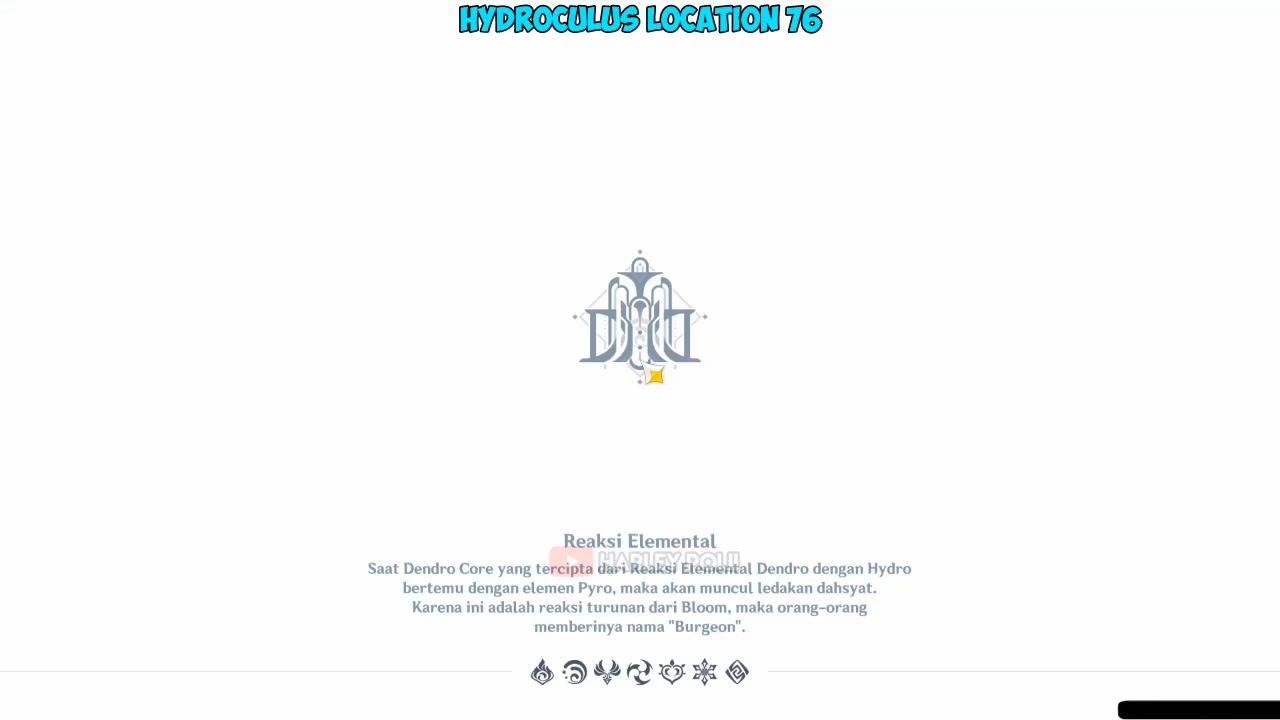 HYDROCULUS LOCATION 76
Reaksi Elemental
HARLEY POLII
Saat Dendro Core yang tercipta dari Reaksi Elemental Dendro dengan Hydro
bertemu dengan elemen Pyro, maka akan muncul ledakan dahsyat.
Karena ini adalah reaksi turunan dari Bloom, maka orang-orang
memberinya nama "Burgeon".